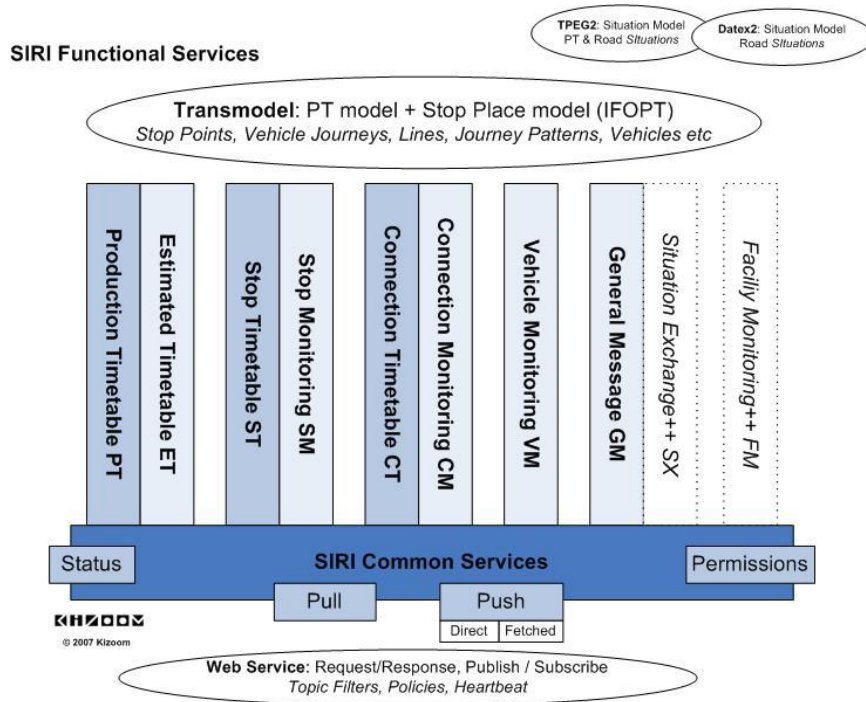 TPEG2: Situation Model
PT & Road SItuations
Datex2: Situation Model
Road SItuations
SIRI Functional Services
Transmodel: PT model + Stop Place model (IFOPT)
Stop Points, Vehicle Journeys, Lines, Journey Patterns, Vehicles etc
Production Timetable PT
Estimated Timetable ET
Stop Timetable ST
Stop Monitoring SM
Connection Timetable CT
Connection Monitoring CM
Vehicle Monitoring VM
General Message GM
Situation Exchange++ SX
Faciliy Monitoring++ FM
Status
SIRI Common Services
Permissions
Pull
Push
Direct
Fetched
KIZOOM
© 2007 Kizoom
Web Service: Request/Response, Publish / Subscribe
Topic Filters, Policies, Heartbeat